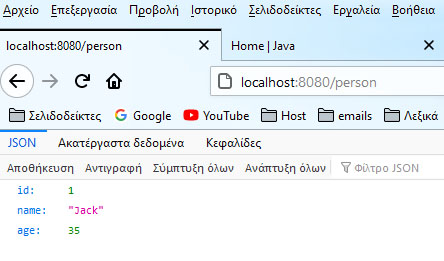 Αρχείο Επεξεργασία Προβολή Ιστορικό Σελιδοδείκτες Εργαλεία Βοήθεια
localhost:8080/person Home | Java
localhost:8080/person
Σελιδοδείκτες Google YouTube Host emails Λεξικά
JSON Ακατέργαστα δεδομένα Κεφαλίδες
Αποθήκευση Αντιγραφή Σύμπτυξη όλων Ανάπτυξη όλων Φίλτρο JSON
id: 1
name: "Jack"
age: 35